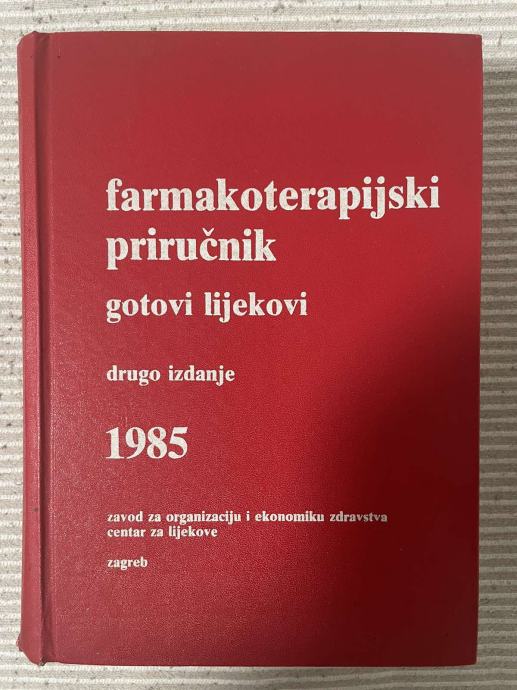 farmakoterapijski
priručnik
gotovi lijekovi
drugo izdanje
1985
zavod za organizaciju i ekonomiku zdravstva
centar za lijekove
zagreb